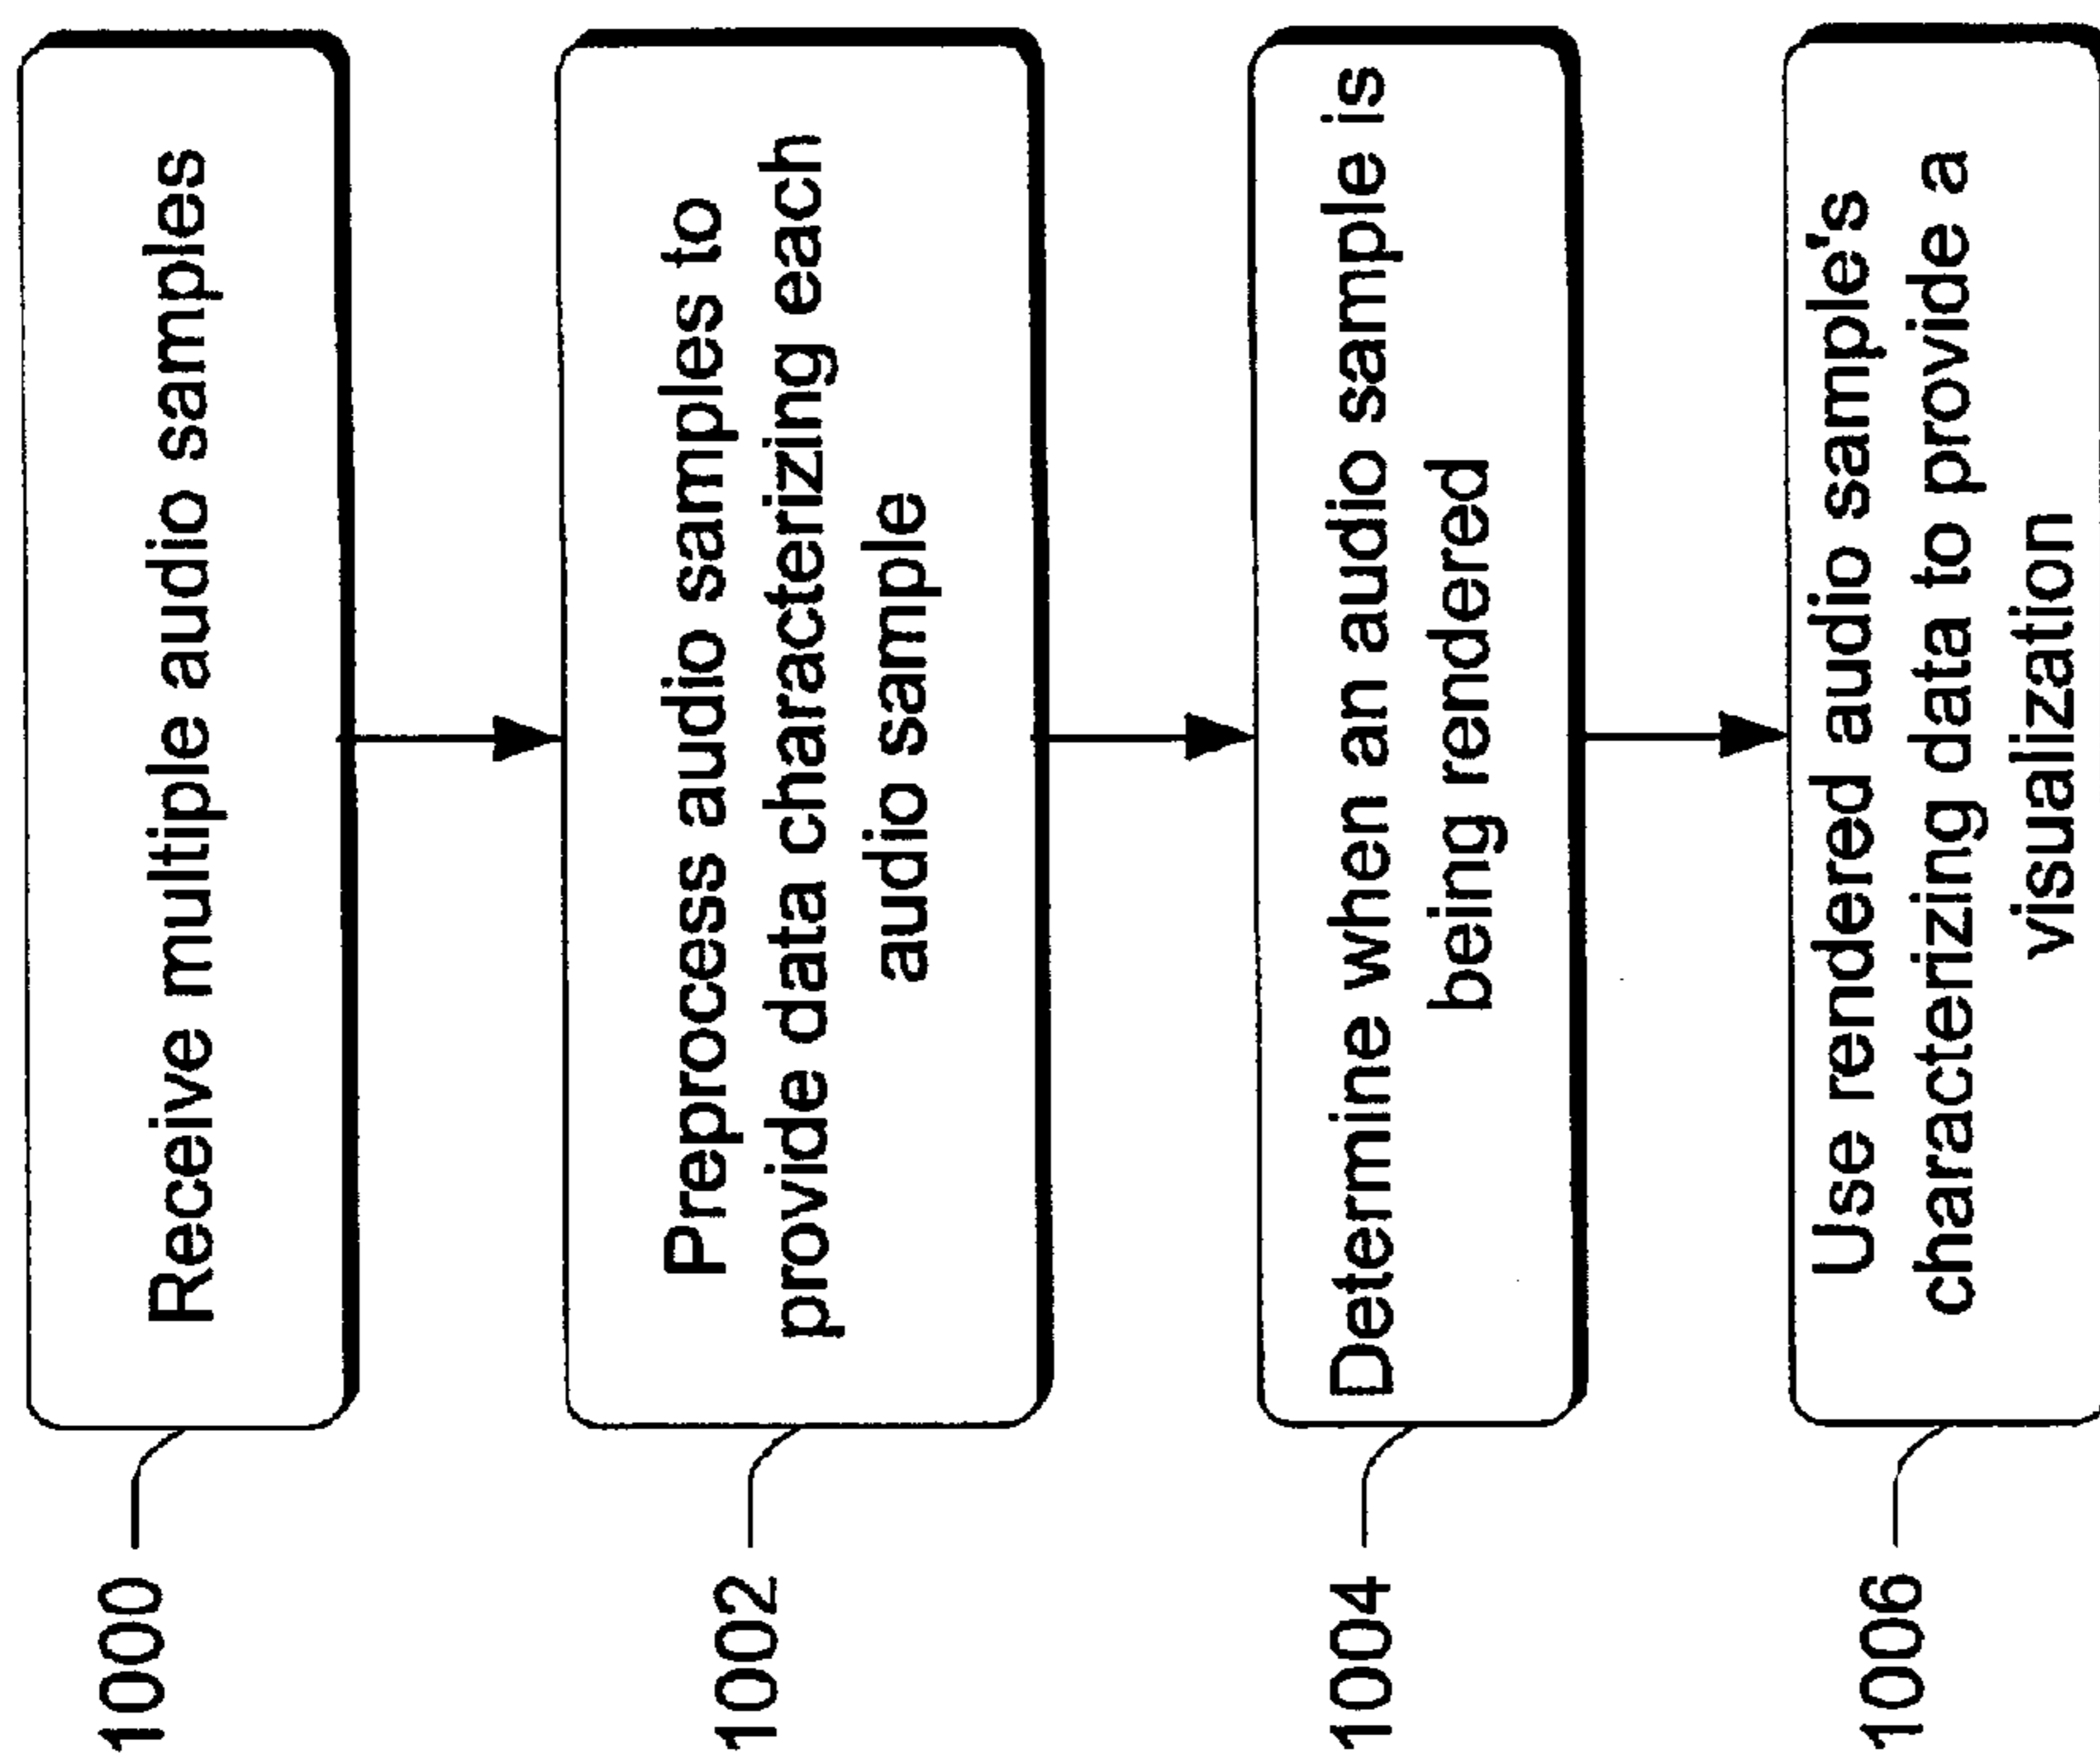 1000
Receive multiple audio samples
1002
Preprocess audio samples to
provide data characterizing each
audio sample
1004
Determine when an audio sample is
being rendered
1006
Use rendered audio sample's
characterizing data to provide a
visualization